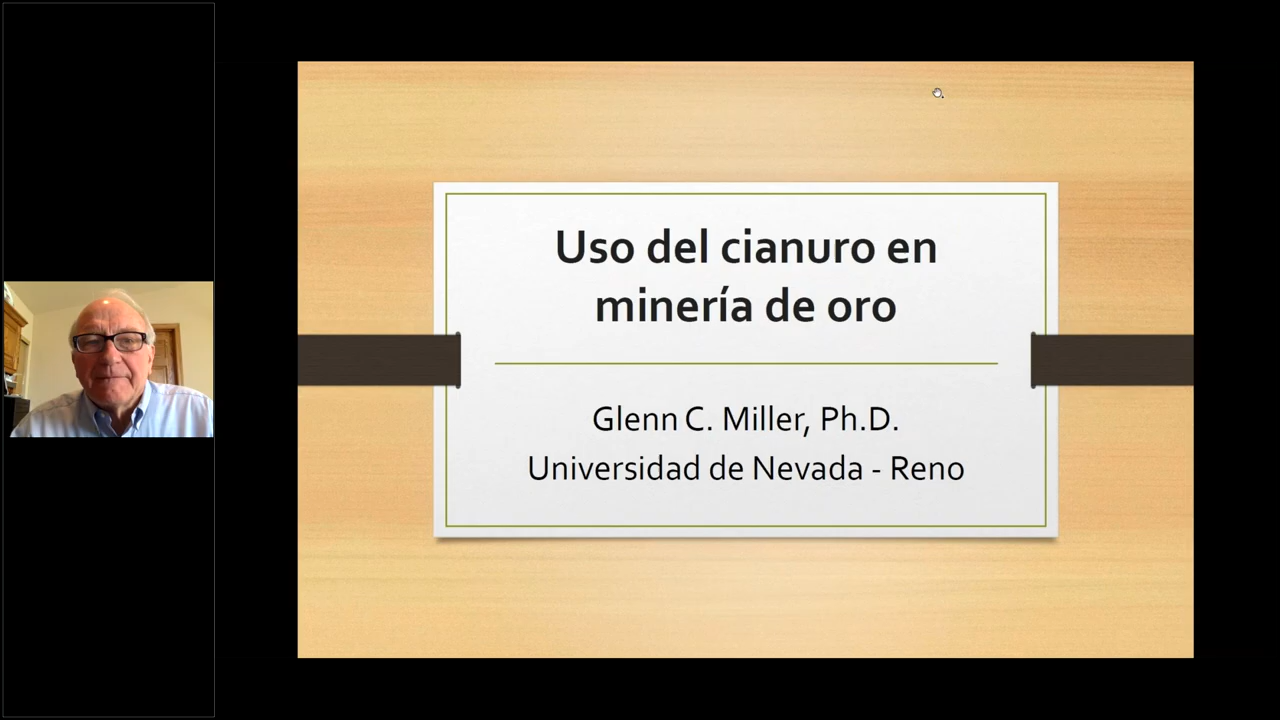 Uso del cianuro en
minería de oro
Glenn C. Miller, Ph.D.
Universidad de Nevada - Reno